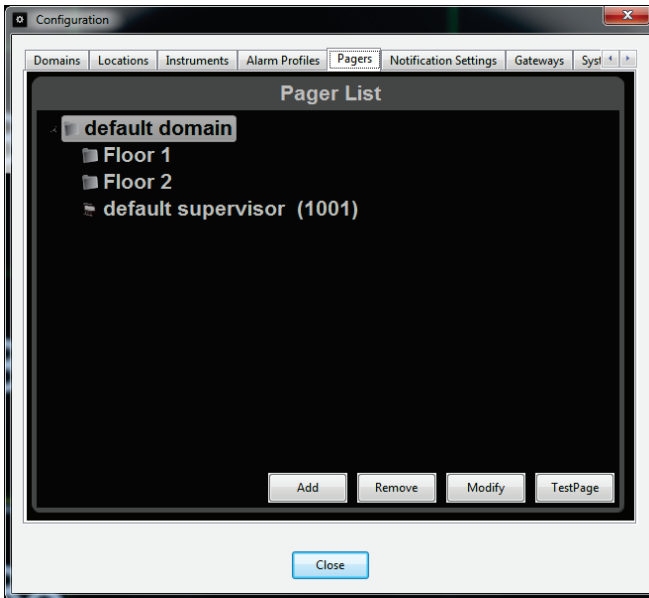 Configuration
Domains Locations Instruments Alarm Profiles Pagers Notification Settings Gateways Syst
Pager List
default domain
Floor 1
Floor 2
default supervisor (1001)
Add Remove Modify TestPage
Close